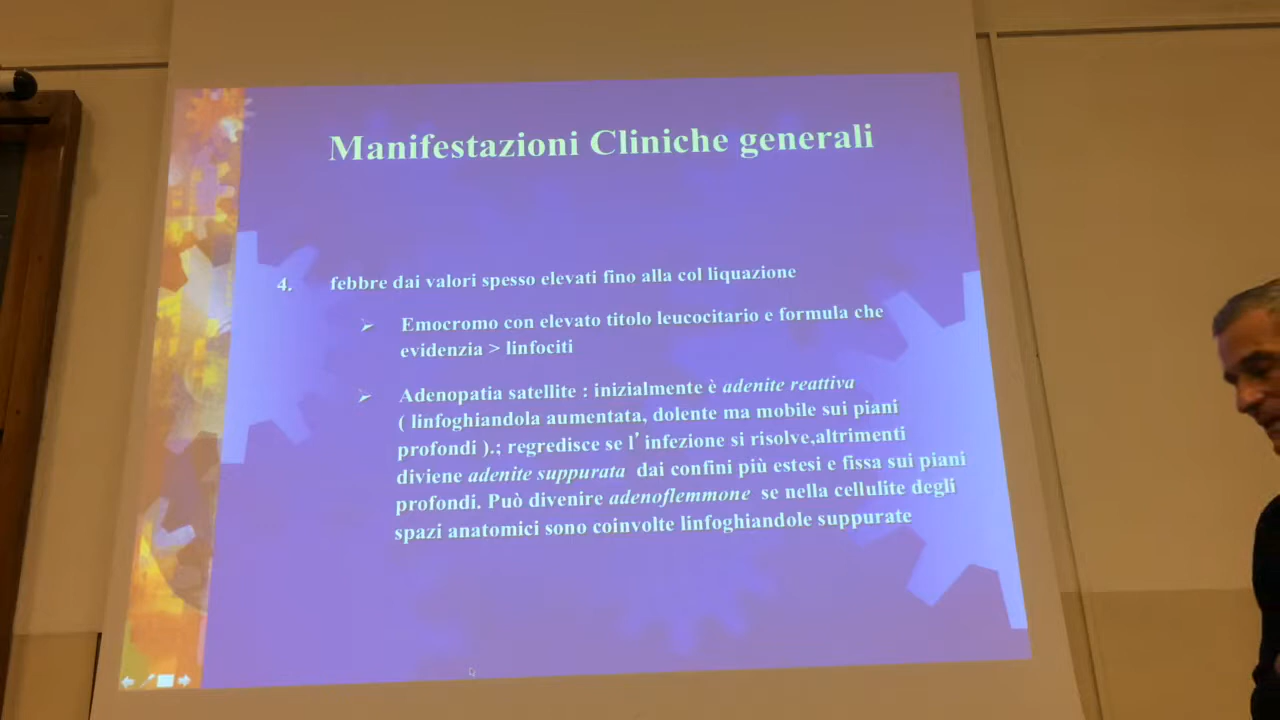 Manifestazioni Cliniche generali
4. febbre dai valori spesso elevati fino alla col liquazione
➢ Emocromo con elevato titolo leucocitario e formula che
evidenzia > linfociti
➢ Adenopatia satellite : inizialmente è adenite reattiva
( linfoghiandola aumentata, dolente ma mobile sui piani
profondi ).; regredisce se l’ infezione si risolve,altrimenti
diviene adenite suppurata dai confini più estesi e fissa sui piani
profondi. Può divenire adenoflemmone se nella cellulite degli
spazi anatomici sono coinvolte linfoghiandole suppurate